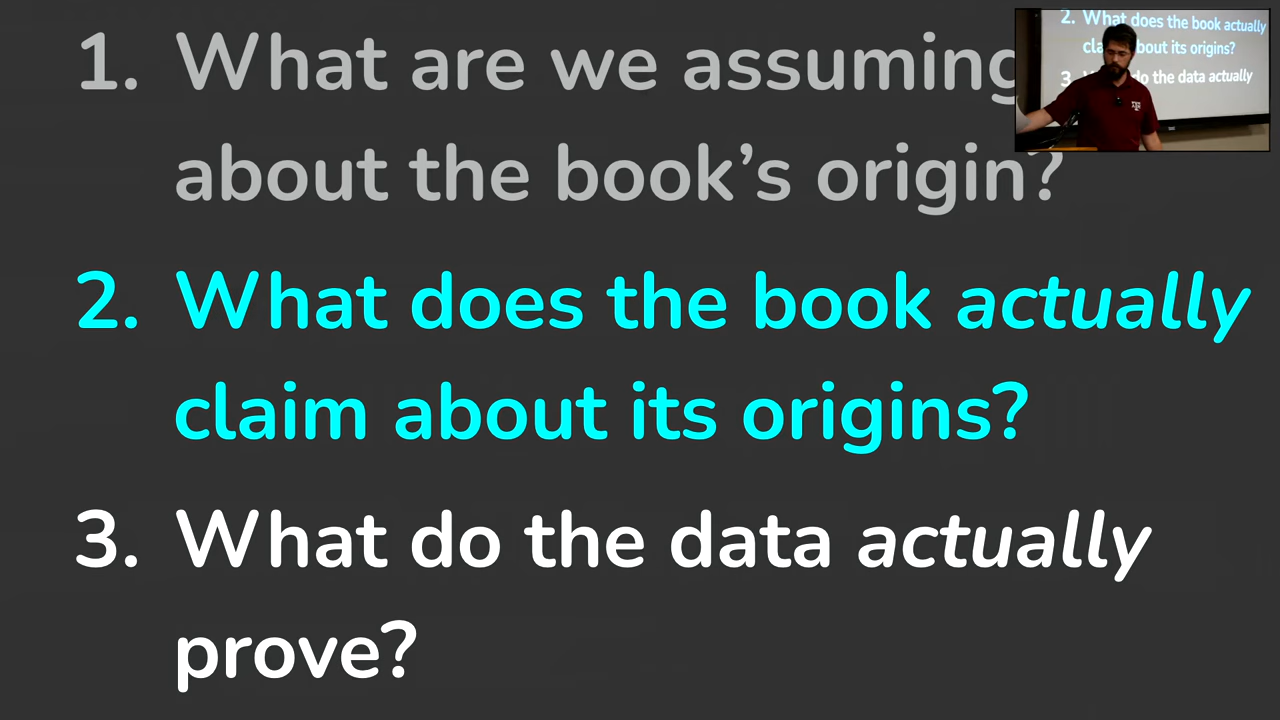 1. What are we assuming
about the book's origin?
2. What does the book actually
claim about its origins?
3. What do the data actually
prove?
2. What does the book actually
about its origins?
3. do the data actually